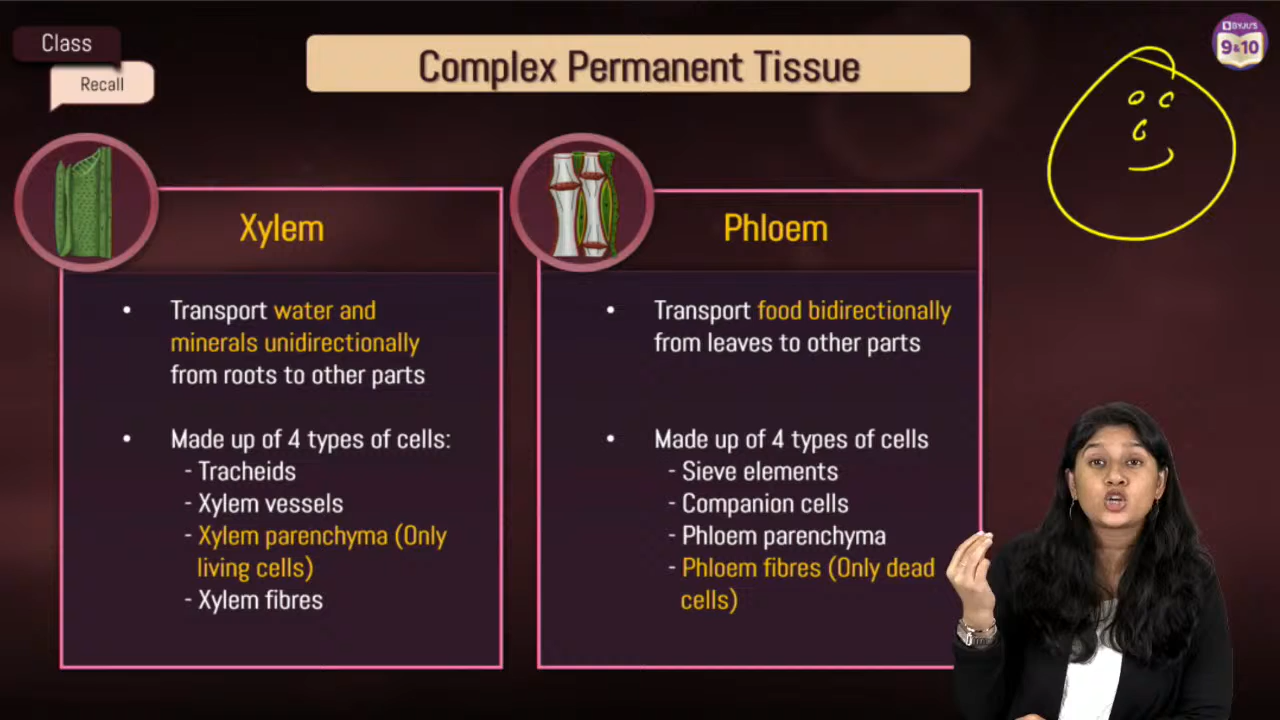 Class
Recall
Complex Permanent Tissue
BYJU'S
9&10
Xylem
Transport water and
minerals unidirectionally
from roots to other parts
Made up of 4 types of cells:
- Tracheids
- Xylem vessels
- Xylem parenchyma (Only
living cells)
- Xylem fibres
Phloem
Transport food bidirectionally
from leaves to other parts
Made up of 4 types of cells
- Sieve elements
- Companion cells
- Phloem parenchyma
- Phloem fibres (Only dead
cells)